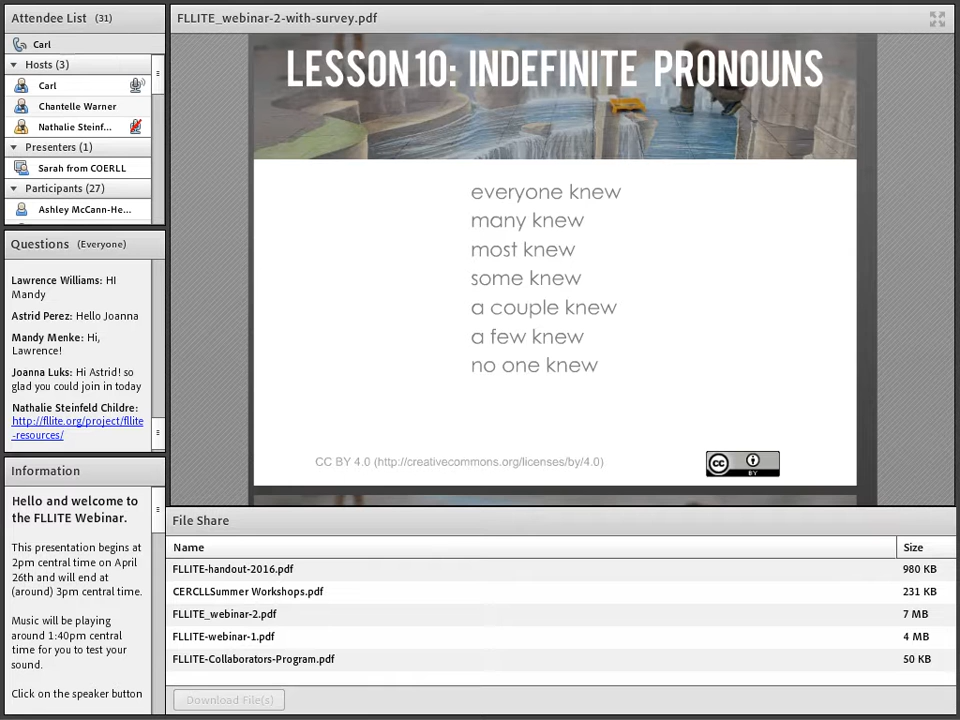 Attendee List (31)
Carl
Hosts (3)
Carl
Chantelle Warner
Nathalie Steinf...
Presenters (1)
Sarah from COERLL
Participants (27)
Ashley McCann-He...
Questions (Everyone)
Lawrence Williams: HI
Mandy
Astrid Perez: Hello Joanna
Mandy Menke: Hi,
Lawrence!
Joanna Luks: Hi Astrid! so
glad you could join in today
Nathalie Steinfeld Childre:
http://fllite.org/project/fllite
-resources/
Information
Hello and welcome to
the FLLITE Webinar.
This presentation begins at
2pm central time on April
26th and will end at
(around) 3pm central time.
Music will be playing
around 1:40pm central
time for you to test your
sound.
Click on the speaker button
FLLITE_webinar-2-with-survey.pdf
LESSON 10: INDEFINITE PRONOUNS
everyone knew
many knew
most knew
some knew
a couple knew
a few knew
no one knew
CC BY 4.0 (http://creativecommons.org/licenses/by/4.0)
cc
BY
File Share
Name Size
FLLITE-handout-2016.pdf 980 KB
CERCLLSummer Workshops.pdf 231 KB
FLLITE_webinar-2.pdf 7 MB
FLLITE-webinar-1.pdf 4 MB
FLLITE-Collaborators-Program.pdf 50 KB
Download File(s)